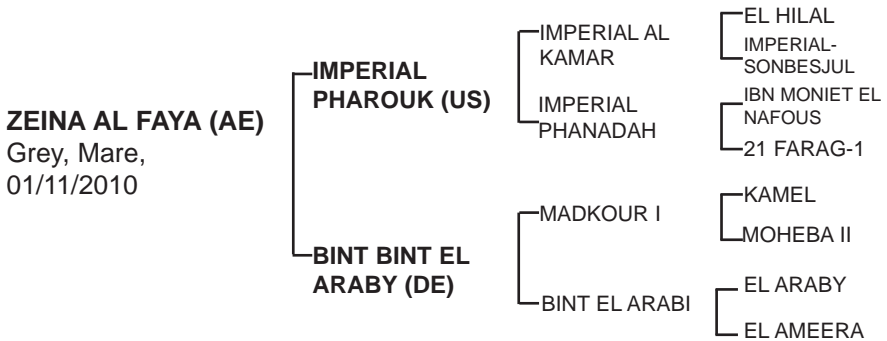 ZEINA AL FAYA (AE)
Grey, Mare,
01/11/2010
IMPERIAL
PHAROUK (US)
BINT BINT EL
ARABY (DE)
IMPERIAL AL
KAMAR
IMPERIAL
PHANADAH
MADKOUR I
BINT EL ARABI
EL HILAL
IMPERIAL-
SONBESJUL
IBN MONIET EL
NAFOUS
21 FARAG-1
KAMEL
MOHEBA II
EL ARABY
EL AMEERA